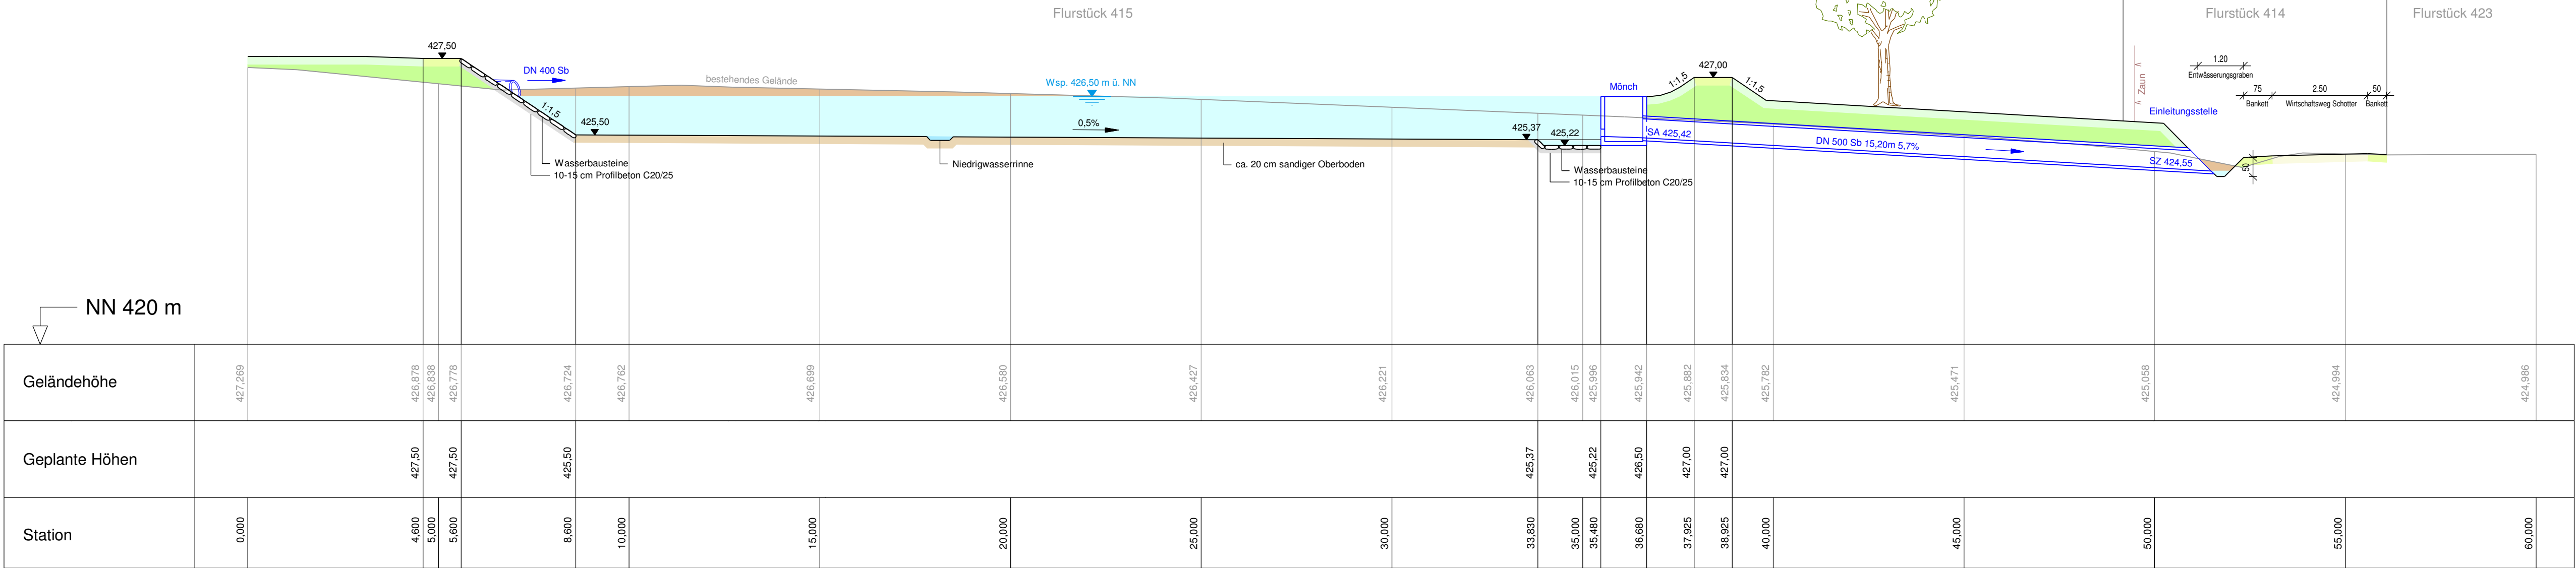 Flurstück 415
Flurstück 414
Flurstück 423
427,50
DN 400 Sb
bestehendes Gelände
Wsp. 426,50 m ü. NN
Mönch
1:1,5
427,00
1:1,5
Zaun
1.20
Entwässerungsgraben
75
2.50
50
Bankett
Wirtschaftsweg Schotter
Bankett
Einleitungsstelle
1:1,5
425,50
0,5%
425,37
425,22
SA 425,42
DN 500 Sb 15,20m 5,7%
SZ 424,55
50
Wasserbausteine
10-15 cm Profilbeton C20/25
Niedrigwasserrinne
ca. 20 cm sandiger Oberboden
Wasserbausteine
10-15 cm Profilbeton C20/25
NN 420 m
Geländehöhe
427,269
426,878
426,838
426,778
426,724
426,762
426,699
426,580
426,427
426,221
426,063
426,015
425,996
425,942
425,882
425,834
425,782
425,471
425,058
424,994
424,986
Geplante Höhen
427,50
427,50
425,50
425,37
425,22
426,50
427,00
427,00
Station
0,000
4,600
5,000
5,600
8,600
10,000
15,000
20,000
25,000
30,000
33,830
35,000
35,480
36,680
37,925
38,925
40,000
45,000
50,000
55,000
60,000